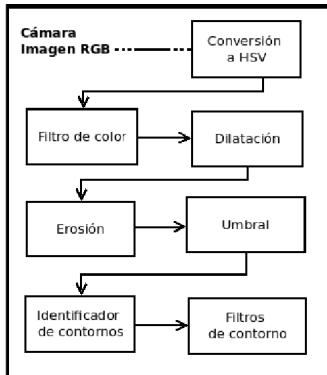 Cámara
Imagen RGB
Conversión
a HSV
Filtro de color
Dilatación
Erosión
Umbral
Identificador
de contornos
Filtros
de contorno